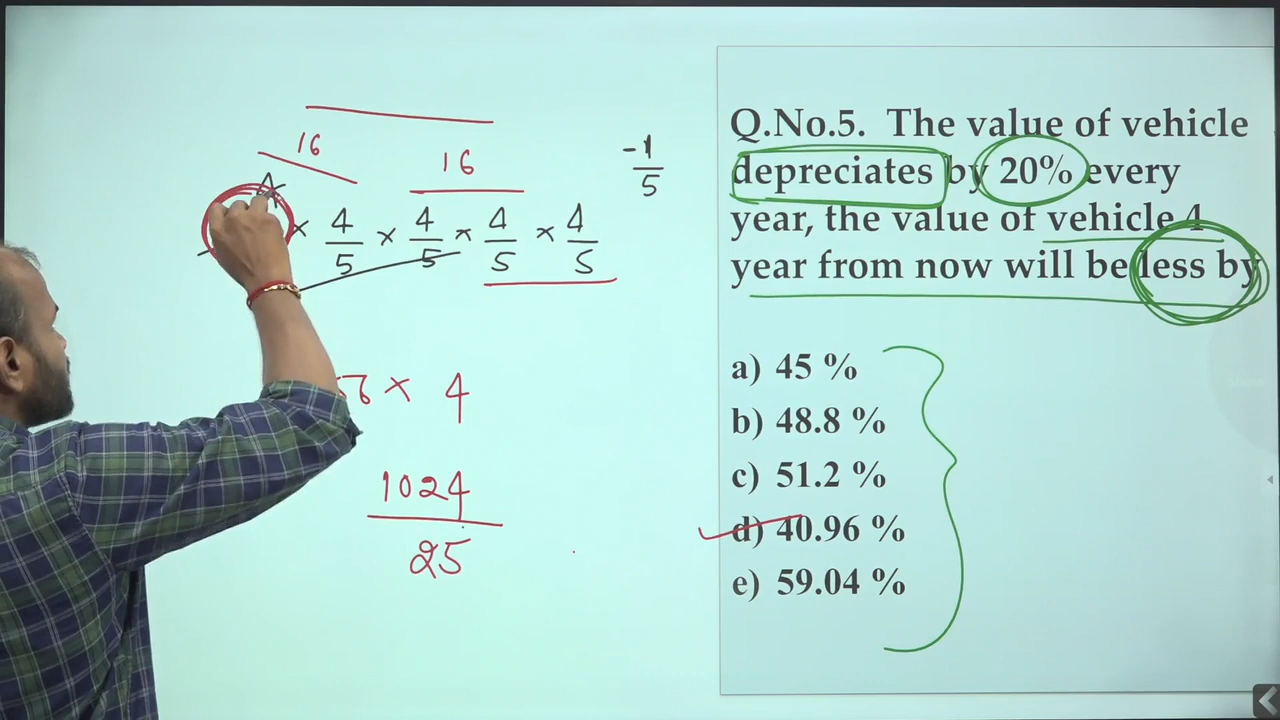 16
16
-1
5
4
× 4/5 × 4/5 × 4/5 × 4/5
× 4
1024
25
Q.No.5. The value of vehicle
depreciates by 20% every
year, the value of vehicle 4
year from now will be less by
a) 45 %
b) 48.8 %
c) 51.2 %
d) 40.96 %
e) 59.04 %